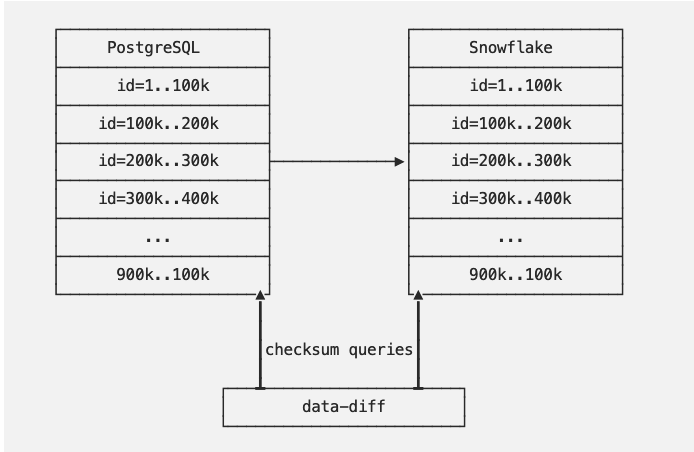 PostgreSQL
id=1..100k
id=100k..200k
id=200k..300k
id=300k..400k
...
900k..100k
Snowflake
id=1..100k
id=100k..200k
id=200k..300k
id=300k..400k
...
900k..100k
checksum queries
data-diff